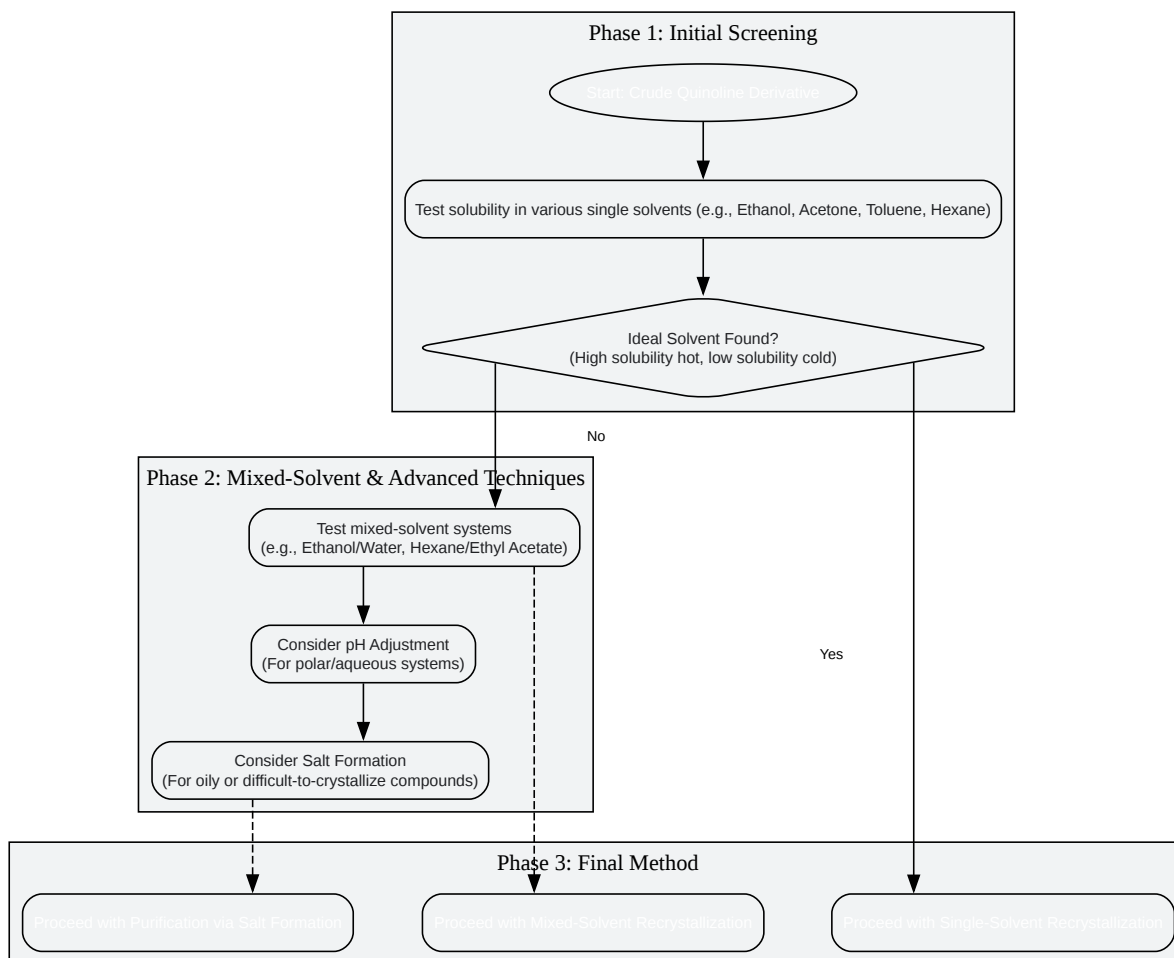 Phase 1: Initial Screening
Start: Crude Quinoline Derivative
Test solubility in various single solvents (e.g., Ethanol, Acetone, Toluene, Hexane)
Ideal Solvent Found?
(High solubility hot, low solubility cold)
No
Phase 2: Mixed-Solvent & Advanced Techniques
Test mixed-solvent systems
(e.g., Ethanol/Water, Hexane/Ethyl Acetate)
Consider pH Adjustment
(For polar/aqueous systems)
Yes
Consider Salt Formation
(For oily or difficult-to-crystallize compounds)
Phase 3: Final Method
Proceed with Purification via Salt Formation
Proceed with Mixed-Solvent Recrystallization
Proceed with Single-Solvent Recrystallization